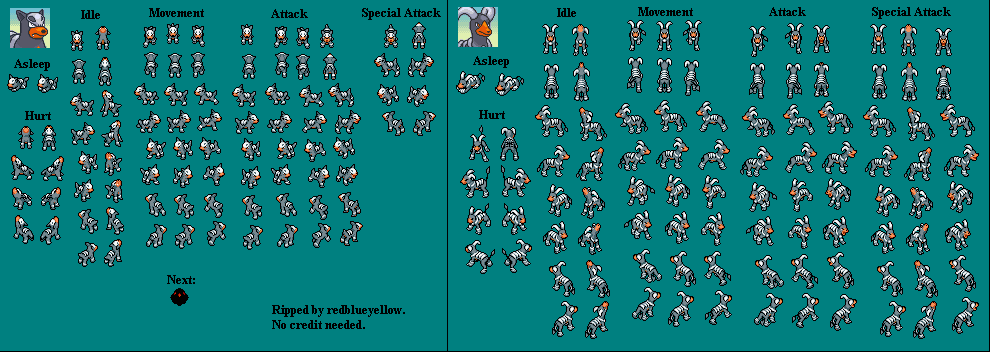 Idle
Movement
Attack
Special Attack
Asleep
Hurt
Next:
Ripped by redblueyellow.
No credit needed.
Idle
Movement
Attack
Special Attack
Asleep
Hurt